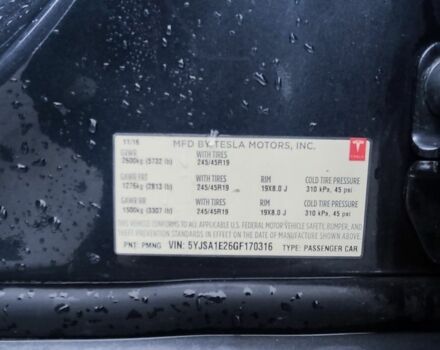 11/16 MFD BY TESLA MOTORS, INC.
GVWR WITH TIRES
2600kg (5732 lb) 245/45R19
TESLA
GAWR FRT WITH TIRES RIM COLD TIRE PRESSURE
1276kg (2813 lb) 245/45R19 19X8.0 J 310 kPa, 45 psi
GAWR RR WITH TIRES RIM COLD TIRE PRESSURE
1500kg (3307 lb) 245/45R19 19X8.0 J 310 kPa, 45 psi
THIS VEHICLE CONFORMS TO ALL APPLICABLE U.S. FEDERAL MOTOR VEHICLE SAFETY, BUMPER, AND
THEFT PREVENTION STANDARDS IN EFFECT ON THE DATE OF MANUFACTURE SHOWN ABOVE.
PNT: PMNG VIN: 5YJSA1E26GF170316 TYPE: PASSENGER CAR